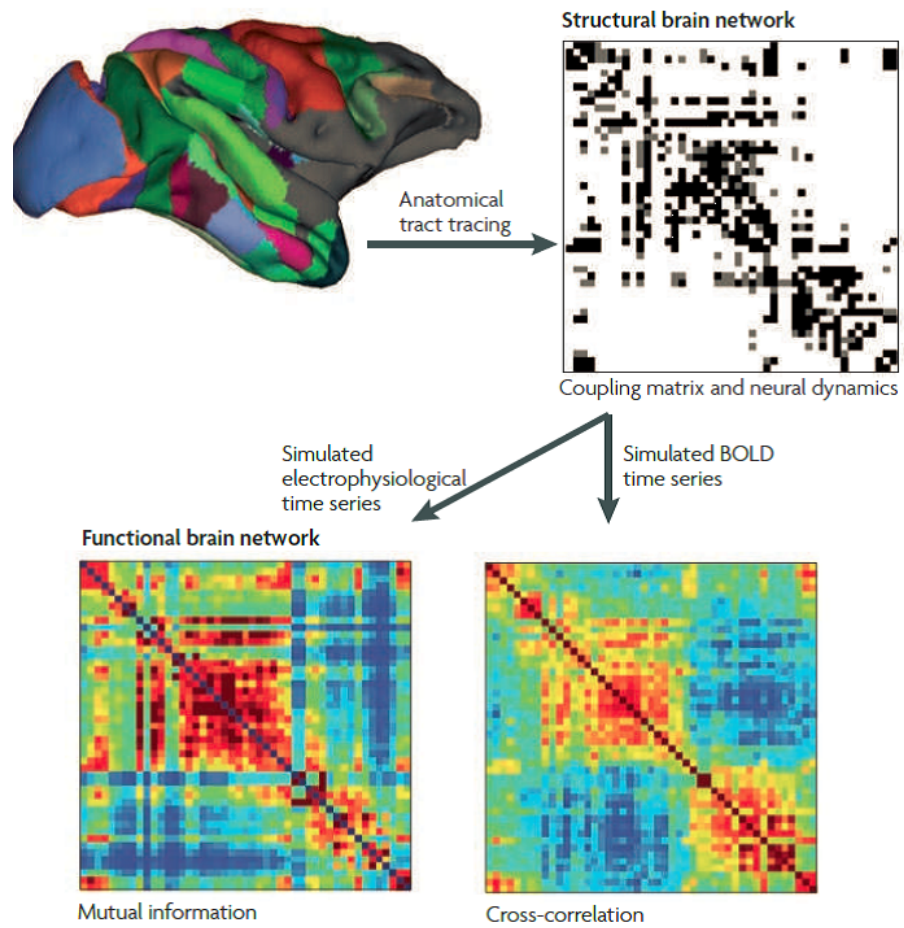 Structural brain network
Anatomical
tract tracing
Coupling matrix and neural dynamics
Simulated
electrophysiological
time series
Simulated BOLD
time series
Functional brain network
Mutual information
Cross-correlation